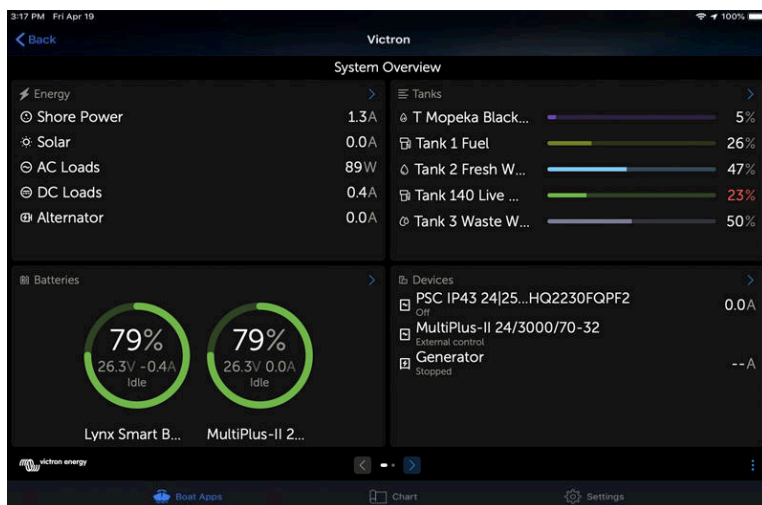 3:17 PM Fri Apr 19
100%
Back
Victron
System Overview
Energy
Shore Power 1.3A
Solar 0.0A
AC Loads 89W
DC Loads 0.4A
Alternator 0.0A
Tanks
T Mopeka Black... 5%
Tank 1 Fuel 26%
Tank 2 Fresh W... 47%
Tank 140 Live ... 23%
Tank 3 Waste W... 50%
Batteries
79%
26.3V -0.4A
Idle
Lynx Smart B...
79%
26.3V 0.0A
Idle
MultiPlus-II 2...
Devices
PSC IP43 24|25...HQ2230FQPF2 0.0A
Off
MultiPlus-II 24/3000/70-32
External control
Generator --A
Stopped
victron energy
Boat Apps
Chart
Settings